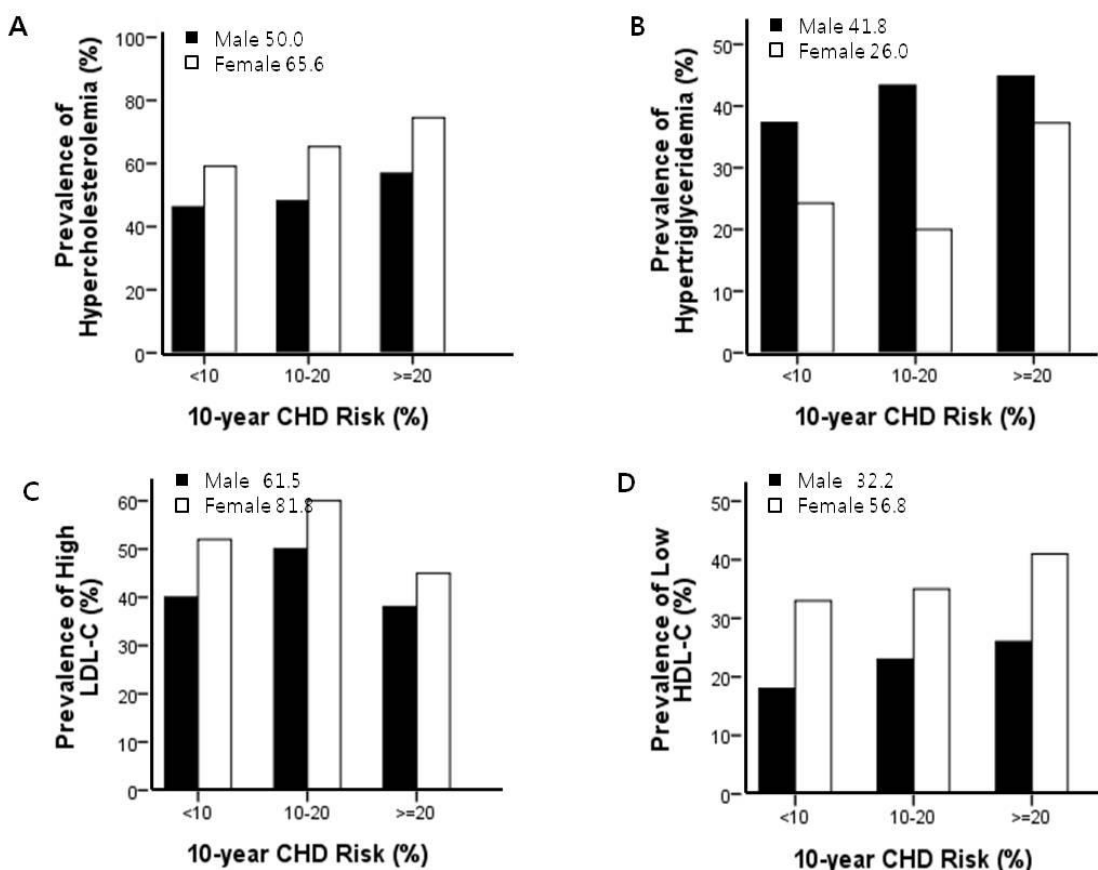 A
Male 50.0
Female 65.6
Prevalence of
Hypercholesterolemia (%)
100
80
60
40
20
0
<10
10-20
>=20
10-year CHD Risk (%)
B
Male 41.8
Female 26.0
Prevalence of
Hypertriglyceridemia (%)
50
40
30
20
10
0
<10
10-20
>=20
10-year CHD Risk (%)
C
Male 61.5
Female 81.8
Prevalence of High
LDL-C (%)
60
50
40
30
20
10
0
<10
10-20
>=20
10-year CHD Risk (%)
D
Male 32.2
Female 56.8
Prevalence of Low
HDL-C (%)
50
40
30
20
10
0
<10
10-20
>=20
10-year CHD Risk (%)